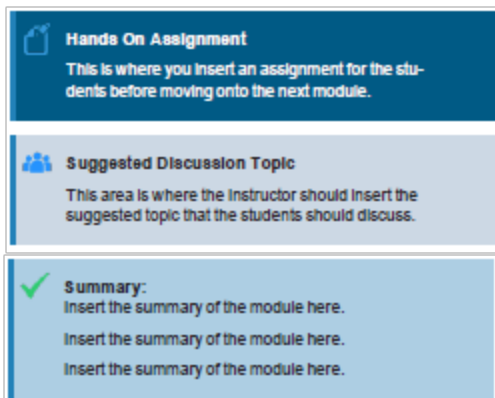 Hands On Assignment
This is where you insert an assignment for the stu-
dents before moving onto the next module.
Suggested Discussion Topic
This area is where the instructor should insert the
suggested topic that the students should discuss.
Summary:
Insert the summary of the module here.
Insert the summary of the module here.
Insert the summary of the module here.